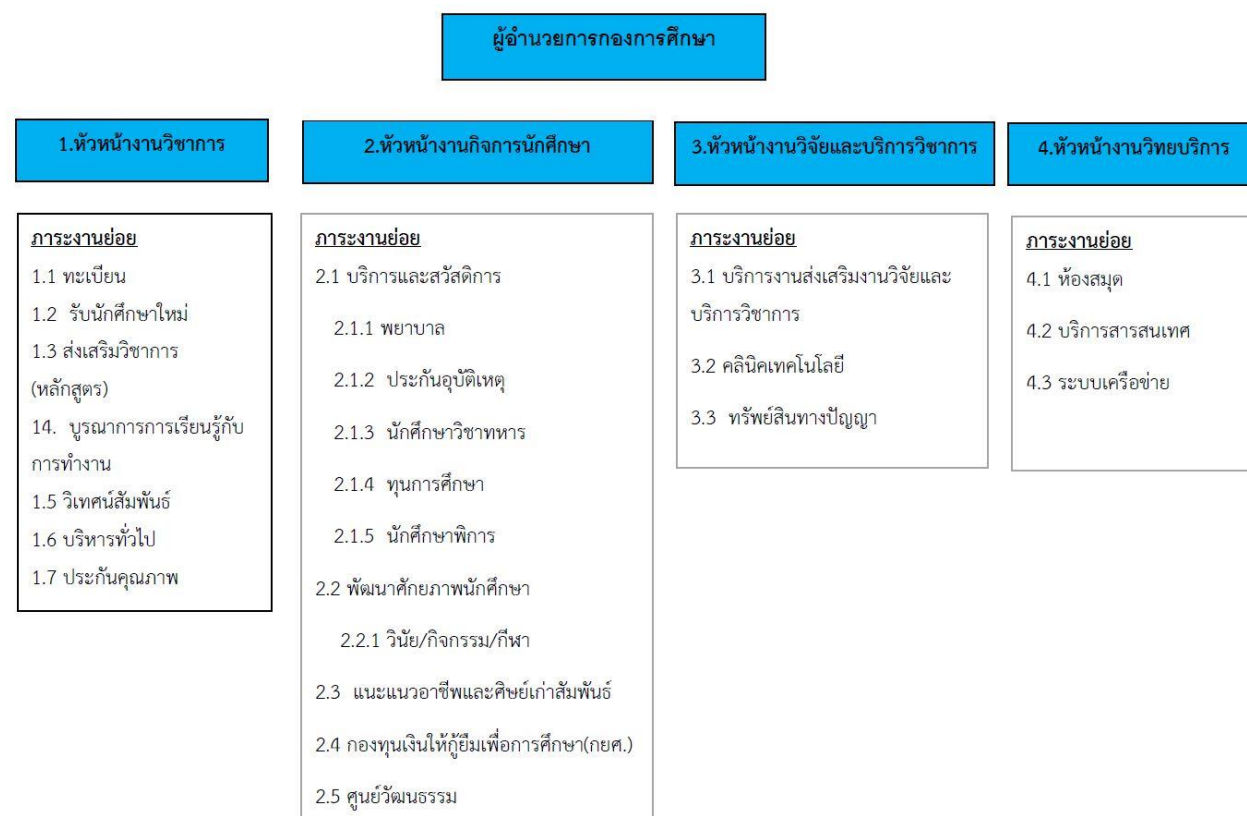 ผู้อำนวยการกองการศึกษา
1.หัวหน้างานวิชาการ
2.หัวหน้างานกิจการนักศึกษา
3.หัวหน้างานวิจัยและบริการวิชาการ
4.หัวหน้างานวิทยบริการ
ภาระงานย่อย
1.1 ทะเบียน
1.2 รับนักศึกษาใหม่
1.3 ส่งเสริมวิชาการ
(หลักสูตร)
14. บูรณาการการเรียนรู้กับ
การทำงาน
1.5 วิเทศน์สัมพันธ์
1.6 บริหารทั่วไป
1.7 ประกันคุณภาพ
ภาระงานย่อย
2.1 บริการและสวัสดิการ
2.1.1 พยาบาล
2.1.2 ประกันอุบัติเหตุ
2.1.3 นักศึกษาวิชาทหาร
2.1.4 ทุนการศึกษา
2.1.5 นักศึกษาพิการ
2.2 พัฒนาศักยภาพนักศึกษา
2.2.1 วินัย/กิจกรรม/กีฬา
2.3 แนะแนวอาชีพและศิษย์เก่าสัมพันธ์
2.4 กองทุนเงินให้กู้ยืมเพื่อการศึกษา(กยศ.)
2.5 ศูนย์วัฒนธรรม
ภาระงานย่อย
3.1 บริการงานส่งเสริมงานวิจัยและ
บริการวิชาการ
3.2 คลินิคเทคโนโลยี
3.3 ทรัพย์สินทางปัญญา
ภาระงานย่อย
4.1 ห้องสมุด
4.2 บริการสารสนเทศ
4.3 ระบบเครือข่าย